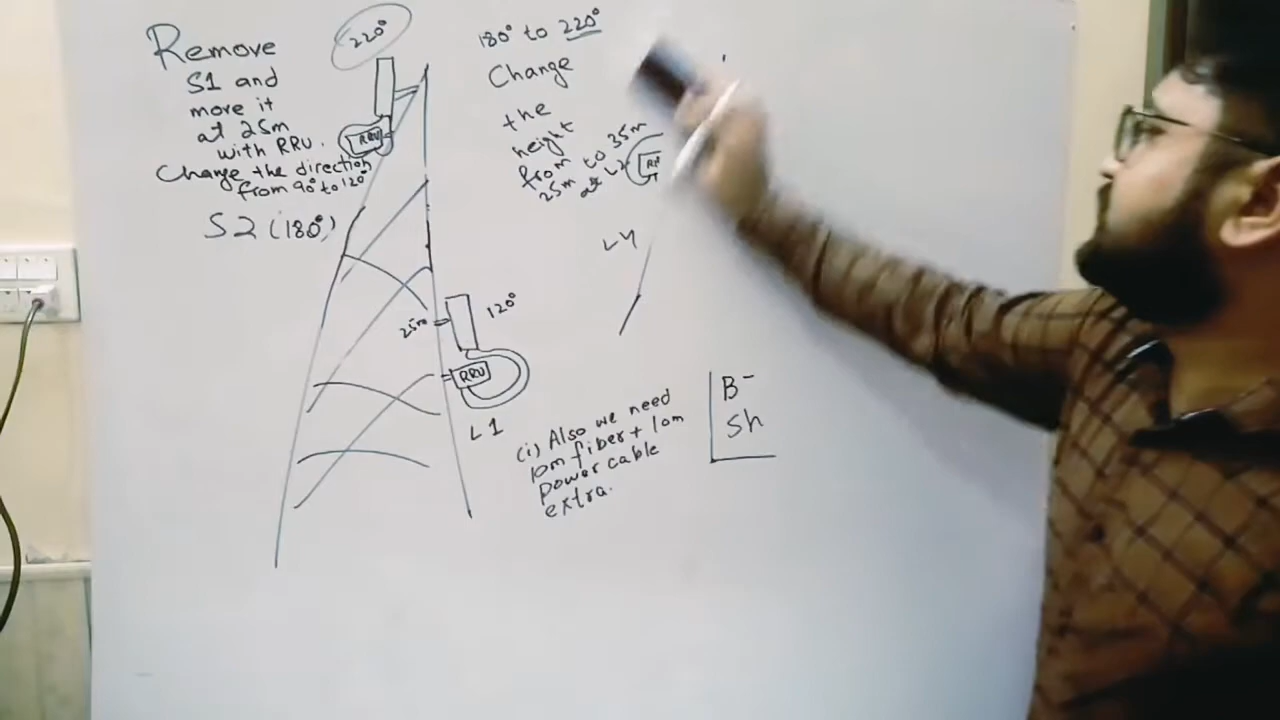 Remove
S1 and
move it
at 25m
with RRU.
Change the direction
from 90° to 120°
S2 (180°)
220°
RRU
25m
120°
RRU
L1
180° to 220°
Change
the
height
from to 35m
25m at L
L4
(i) Also we need
10m fiber + 10m
power cable
extra.
B-
Sh